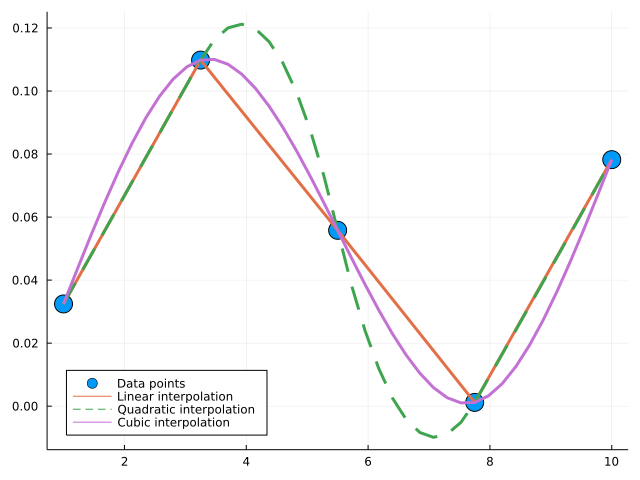 0.12
0.10
0.08
0.06
0.04
0.02
0.00
Data points
Linear interpolation
Quadratic interpolation
Cubic interpolation
2 4 6 8 10